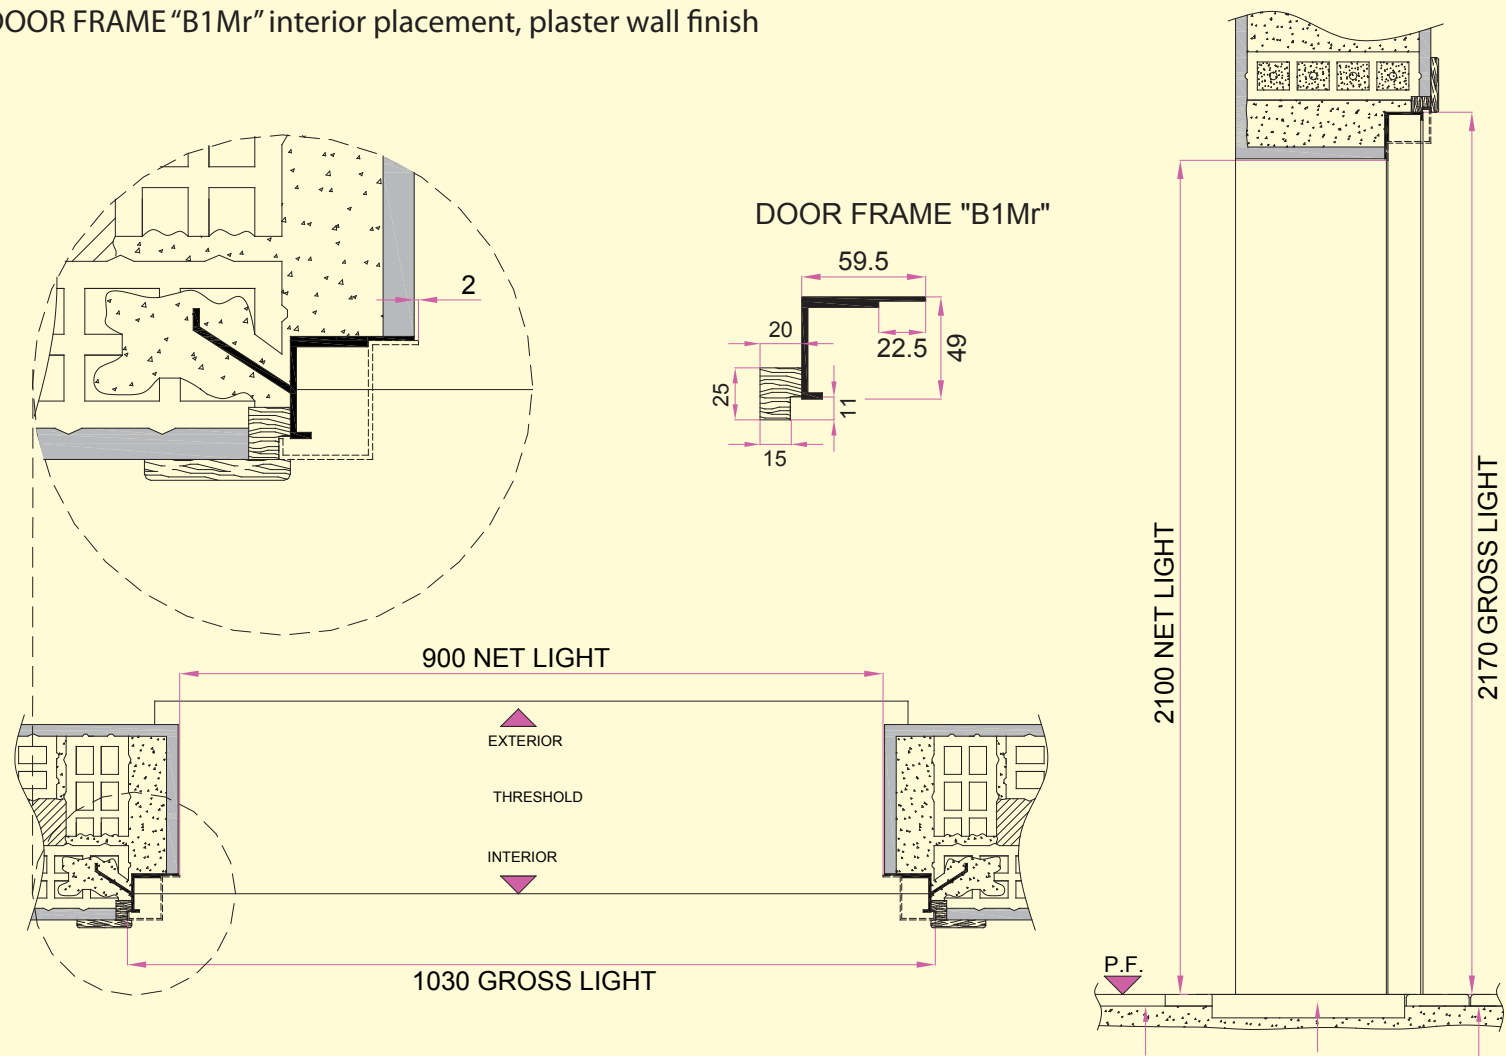 DOOR FRAME “B1Mr” interior placement, plaster wall finish
2
DOOR FRAME "B1Mr"
59.5
20
22.5
49
25
11
15
900 NET LIGHT
EXTERIOR
THRESHOLD
INTERIOR
1030 GROSS LIGHT
2100 NET LIGHT
2170 GROSS LIGHT
P.F.